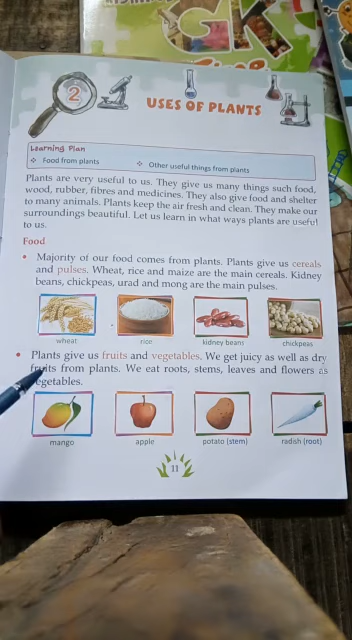 GK
2
USES OF PLANTS
Learning Plan
❖ Food from plants ❖ Other useful things from plants
Plants are very useful to us. They give us many things such food,
wood, rubber, fibres and medicines. They also give food and shelter
to many animals. Plants keep the air fresh and clean. They make our
surroundings beautiful. Let us learn in what ways plants are useful
to us.
Food
• Majority of our food comes from plants. Plants give us cereals
and pulses. Wheat, rice and maize are the main cereals. Kidney
beans, chickpeas, urad and mong are the main pulses.
wheat rice kidney beans chickpeas
• Plants give us fruits and vegetables. We get juicy as well as dry
fruits from plants. We eat roots, stems, leaves and flowers as
vegetables.
mango apple potato (stem) radish (root)
11